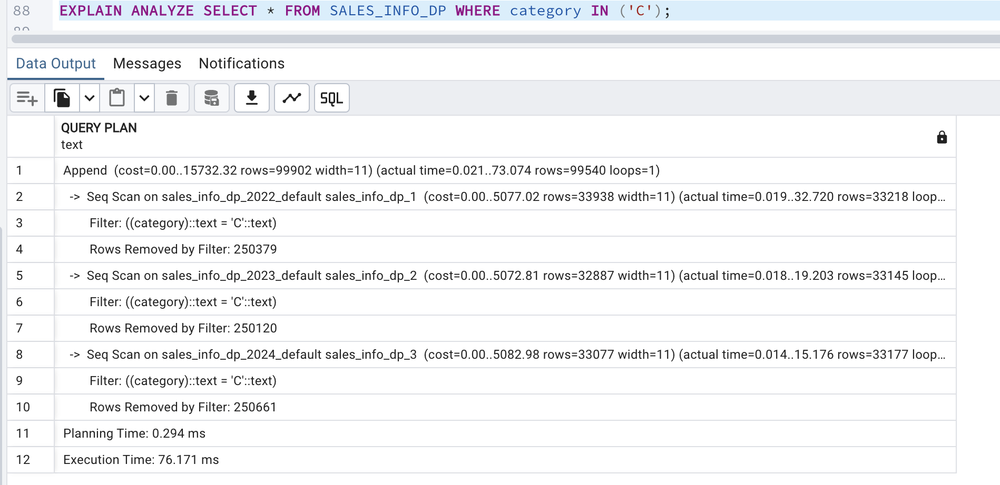 88 EXPLAIN ANALYZE SELECT * FROM SALES_INFO_DP WHERE category IN ('C');
Data Output Messages Notifications
SQL
QUERY PLAN
text
1 Append (cost=0.00..15732.32 rows=99902 width=11) (actual time=0.021..73.074 rows=99540 loops=1)
2 -> Seq Scan on sales_info_dp_2022_default sales_info_dp_1 (cost=0.00..5077.02 rows=33938 width=11) (actual time=0.019..32.720 rows=33218 loop...
3 Filter: ((category)::text = 'C'::text)
4 Rows Removed by Filter: 250379
5 -> Seq Scan on sales_info_dp_2023_default sales_info_dp_2 (cost=0.00..5072.81 rows=32887 width=11) (actual time=0.018..19.203 rows=33145 loop...
6 Filter: ((category)::text = 'C'::text)
7 Rows Removed by Filter: 250120
8 -> Seq Scan on sales_info_dp_2024_default sales_info_dp_3 (cost=0.00..5082.98 rows=33077 width=11) (actual time=0.014..15.176 rows=33177 loop...
9 Filter: ((category)::text = 'C'::text)
10 Rows Removed by Filter: 250661
11 Planning Time: 0.294 ms
12 Execution Time: 76.171 ms